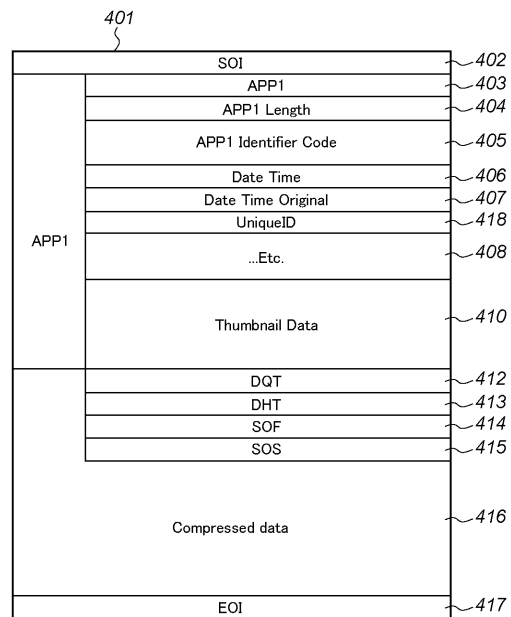 401
SOI 402
APP1 403
APP1 Length 404
APP1 Identifier Code 405
Date Time 406
Date Time Original 407
UniqueID 418
APP1
...Etc. 408
Thumbnail Data 410
DQT 412
DHT 413
SOF 414
SOS 415
Compressed data 416
EOI 417